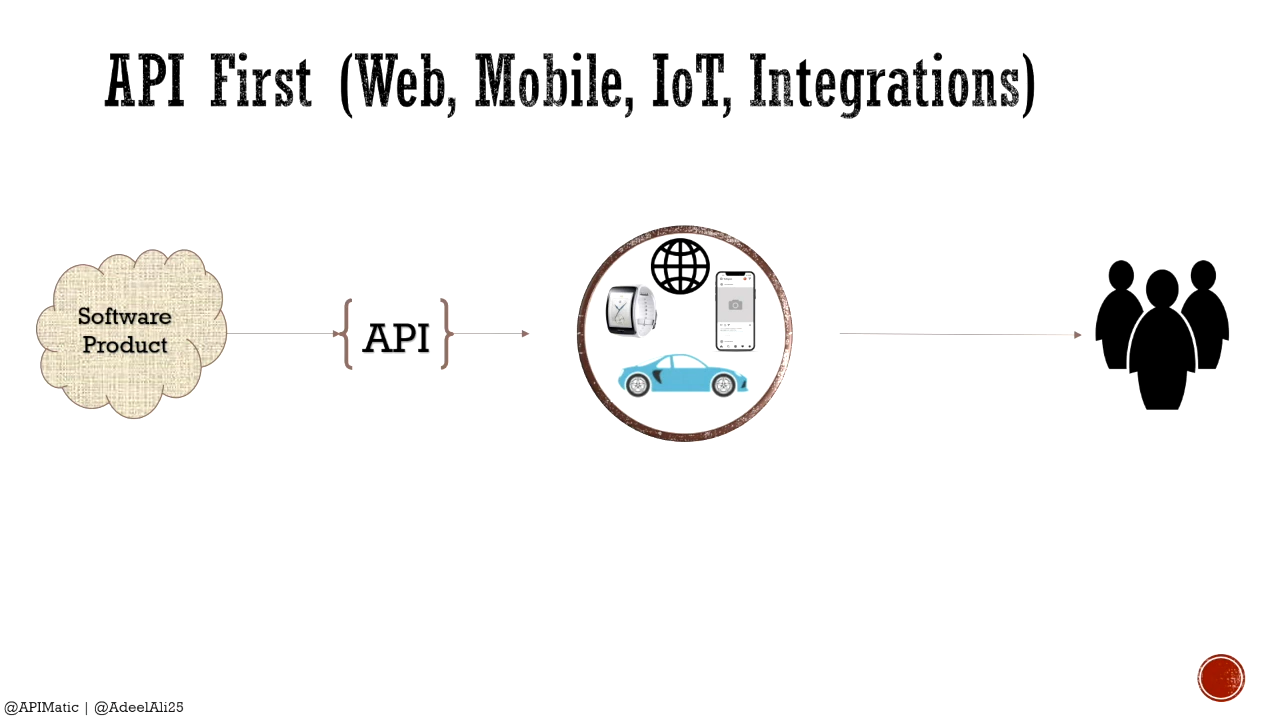 API First (Web, Mobile, IoT, Integrations)
Software
Product
{API}
@APIMatic | @AdeelAli25